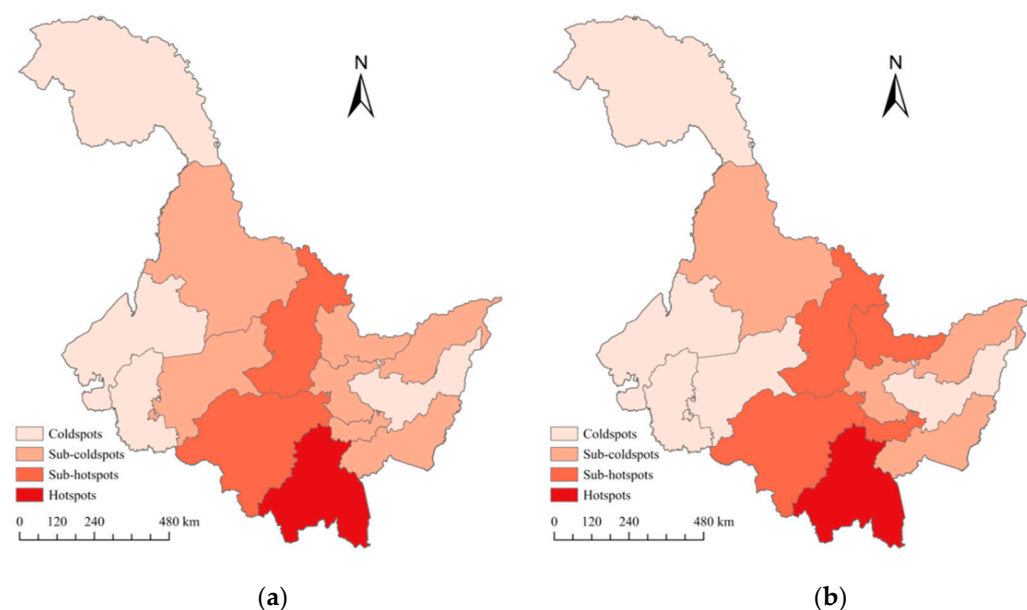 N
N
Coldspots
Sub-coldspots
Sub-hotspots
Hotspots
0 120 240 480 km
Coldspots
Sub-coldspots
Sub-hotspots
Hotspots
0 120 240 480 km
(a)
(b)